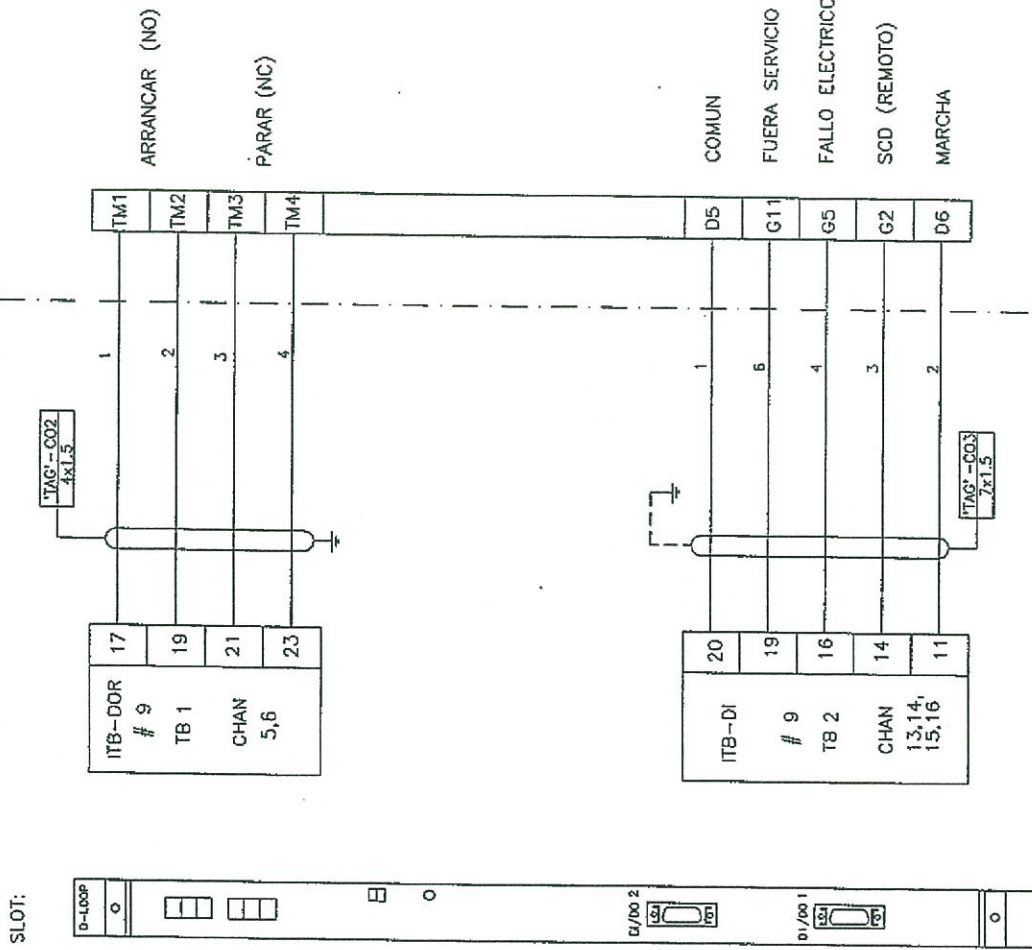 SLOT:
D-LOOP
DI/DO 2
DI/DO 1
ITB-DOR
# 9
TB 1
CHAN
5,6
17
19
21
23
'TAG'-C02
4x1.5
1
2
3
4
TM1
TM2
TM3
TM4
ARRANCAR (NO)
PARAR (NC)
ITB-DI
# 9
TB 2
CHAN
13,14,
15,16
20
19
16
14
11
'TAG'-C03
7x1.5
1
6
4
3
2
D5
G11
G5
G2
D6
COMUN
FUERA SERVICIO
FALLO ELECTRICO
SCD (REMOTO)
MARCHA